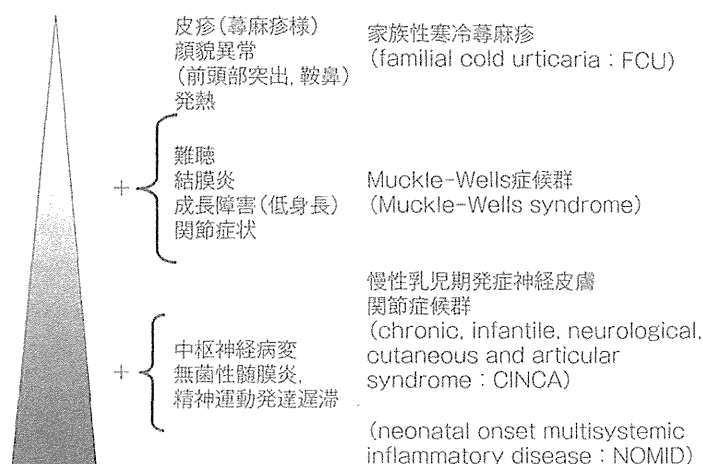 皮疹(蕁麻疹様)
顔貌異常
(前頭部突出, 鞍鼻)
発熱
家族性寒冷蕁麻疹
(familial cold urticaria : FCU)
+
難聴
結膜炎
成長障害(低身長)
関節症状
Muckle-Wells症候群
(Muckle-Wells syndrome)
+
中枢神経病変
無菌性髄膜炎,
精神運動発達遅滞
慢性乳児期発症神経皮膚
関節症候群
(chronic, infantile, neurological,
cutaneous and articular
syndrome : CINCA)
(neonatal onset multisystemic
inflammatory disease : NOMID)